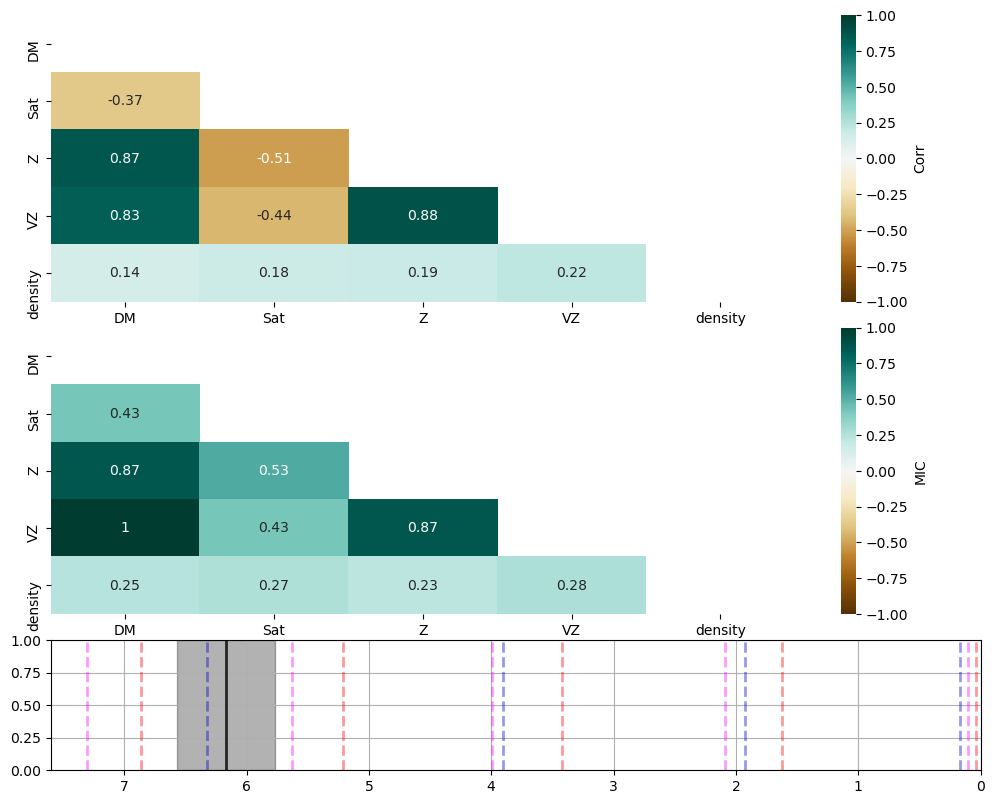 DM
Sat
Z
VZ
density
-0.37
0.87
-0.51
0.83
-0.44
0.88
0.14
0.18
0.19
0.22
DM
Sat
Z
VZ
density
1.00
0.75
0.50
0.25
0.00
−0.25
−0.50
−0.75
−1.00
Corr
DM
Sat
Z
VZ
density
0.43
0.87
0.53
1
0.43
0.87
0.25
0.27
0.23
0.28
DM
Sat
Z
VZ
density
1.00
0.75
0.50
0.25
0.00
−0.25
−0.50
−0.75
−1.00
MIC
1.00
0.75
0.50
0.25
0.00
7
6
5
4
3
2
1
0